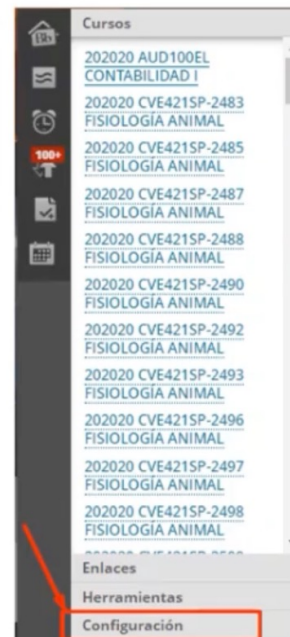 Cursos
202020 AUD100EL
CONTABILIDAD I
202020 CVE421SP-2483
FISIOLOGÍA ANIMAL
202020 CVE421SP-2485
FISIOLOGÍA ANIMAL
202020 CVE421SP-2487
FISIOLOGÍA ANIMAL
202020 CVE421SP-2488
FISIOLOGÍA ANIMAL
202020 CVE421SP-2490
FISIOLOGÍA ANIMAL
202020 CVE421SP-2492
FISIOLOGÍA ANIMAL
202020 CVE421SP-2493
FISIOLOGÍA ANIMAL
202020 CVE421SP-2496
FISIOLOGÍA ANIMAL
202020 CVE421SP-2497
FISIOLOGÍA ANIMAL
202020 CVE421SP-2498
FISIOLOGÍA ANIMAL
100+
Enlaces
Herramientas
Configuración